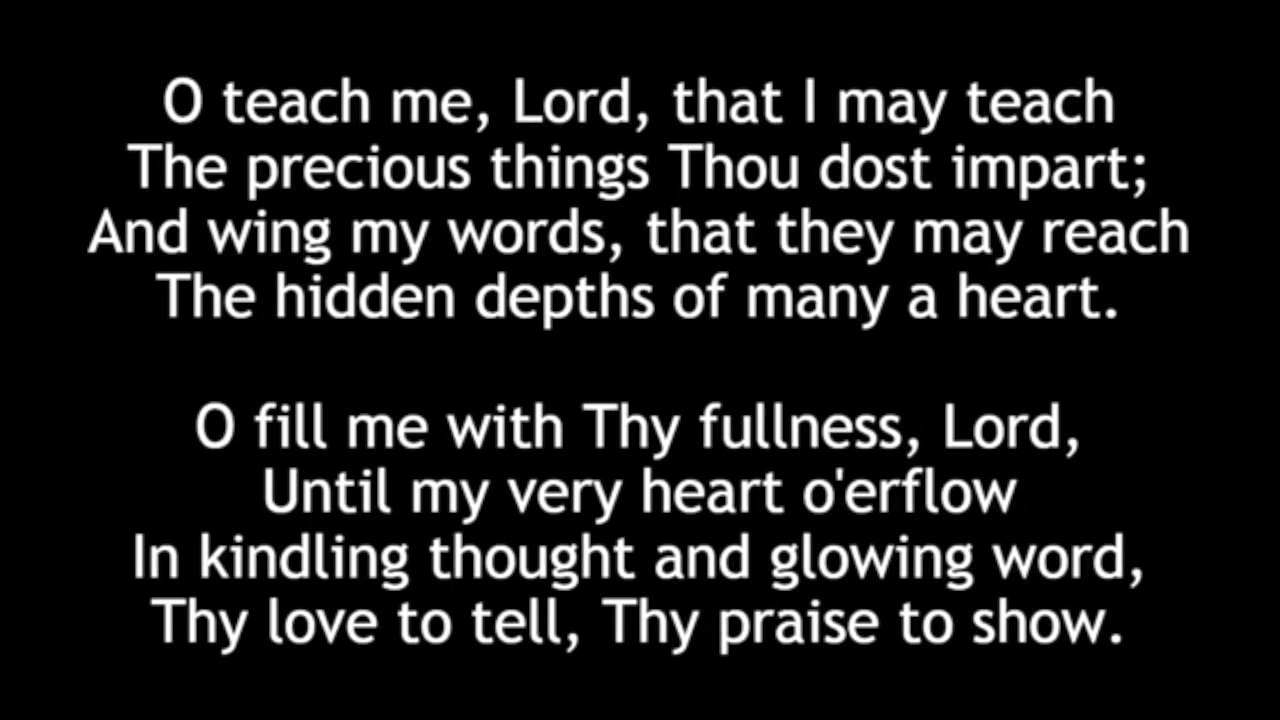 O teach me, Lord, that I may teach
The precious things Thou dost impart;
And wing my words, that they may reach
The hidden depths of many a heart.
O fill me with Thy fullness, Lord,
Until my very heart o'erflow
In kindling thought and glowing word,
Thy love to tell, Thy praise to show.